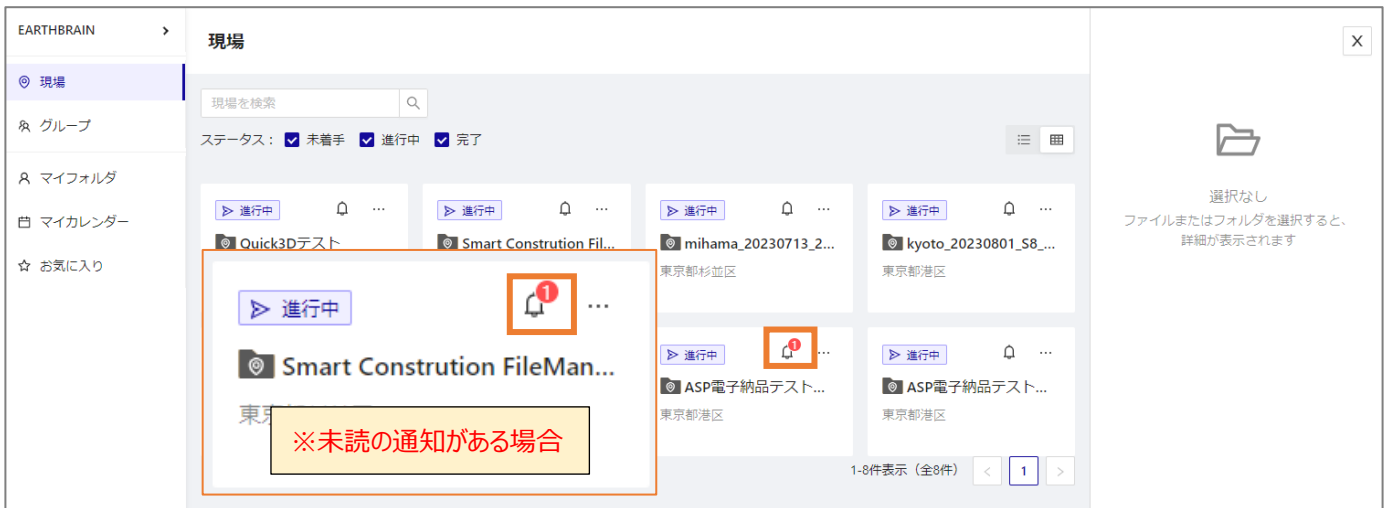 EARTHBRAIN
現場
グループ
マイフォルダ
マイカレンダー
お気に入り
現場
現場を検索
ステータス： 未着手 進行中 完了
進行中
Quick3Dテスト
進行中
Smart Constrution Fil...
進行中
mihama_20230713_2...
東京都杉並区
進行中
kyoto_20230801_S8_...
東京都港区
進行中
1
Smart Constrution FileMan...
※未読の通知がある場合
進行中
1
ASP電子納品テスト...
東京都港区
進行中
ASP電子納品テスト...
東京都港区
1-8件表示（全8件） < 1 >
X
選択なし
ファイルまたはフォルダを選択すると、
詳細が表示されます